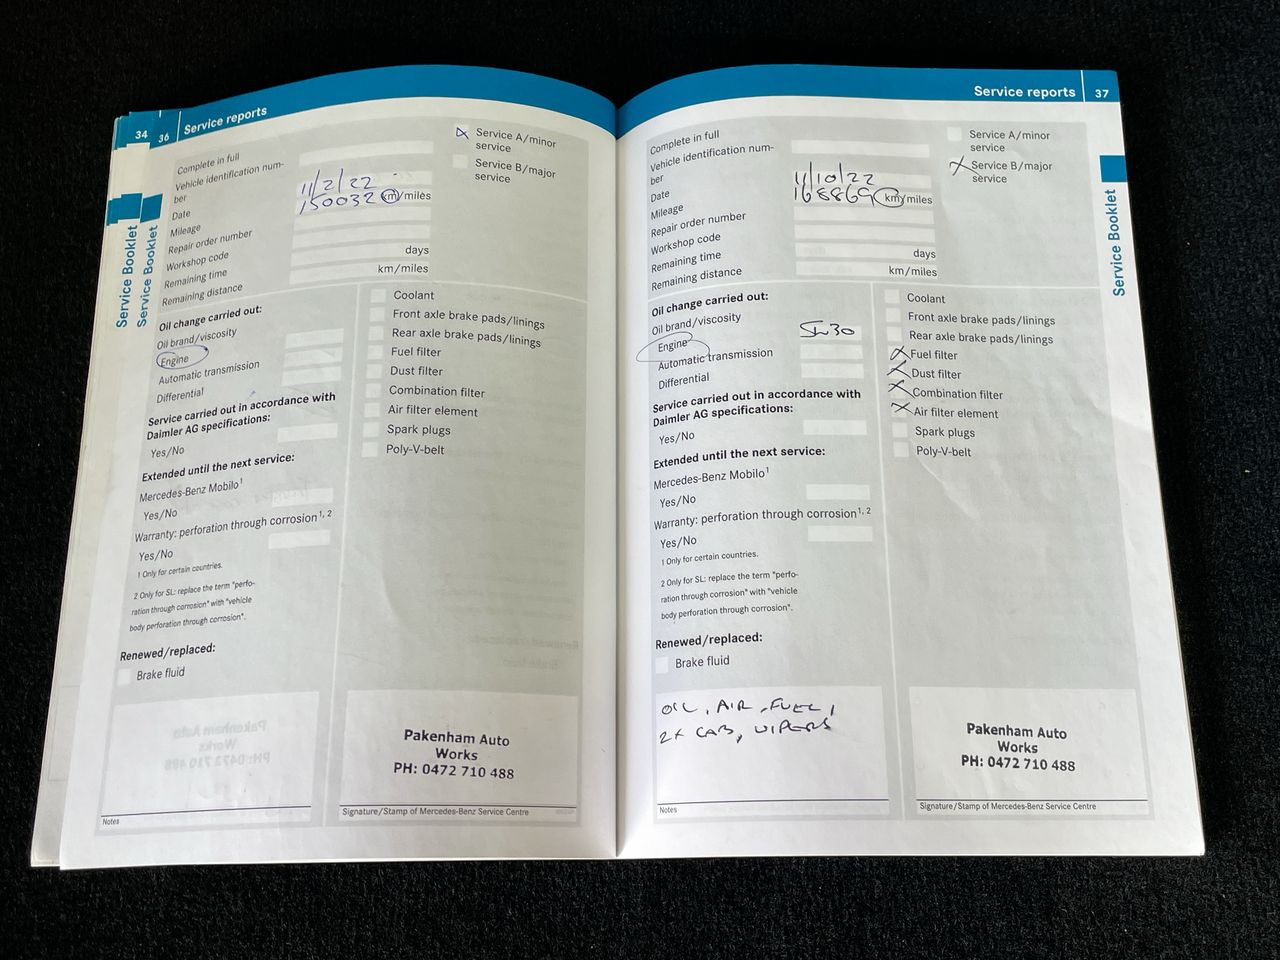 34
36
Service reports
Complete in full
Vehicle identification num-
ber
Date
11/2/22
Mileage
150032 km/miles
Repair order number
Workshop code
Remaining time
days
Remaining distance
km/miles
Service A/minor
service
Service B/major
service
Service Booklet
Service Booklet
Oil change carried out:
Oil brand/viscosity
Engine
Automatic transmission
Differential
Service carried out in accordance with
Daimler AG specifications:
Yes/No
Extended until the next service:
Mercedes-Benz Mobilo1
Yes/No
Warranty: perforation through corrosion1, 2
Yes/No
1 Only for certain countries.
2 Only for SL: replace the term "perfo-
ration through corrosion" with "vehicle
body perforation through corrosion".
Renewed/replaced:
Brake fluid
Coolant
Front axle brake pads/linings
Rear axle brake pads/linings
Fuel filter
Dust filter
Combination filter
Air filter element
Spark plugs
Poly-V-belt
Notes
Pakenham Auto
Works
PH: 0472 710 488
Signature/Stamp of Mercedes-Benz Service Centre
Service reports
37
Complete in full
Vehicle identification num-
ber
Date
11/10/22
Mileage
168869 km/miles
Repair order number
Workshop code
Remaining time
days
Remaining distance
km/miles
Service A/minor
service
Service B/major
service
Service Booklet
Oil change carried out:
Oil brand/viscosity
5W30
Engine
Automatic transmission
Differential
Service carried out in accordance with
Daimler AG specifications:
Yes/No
Extended until the next service:
Mercedes-Benz Mobilo1
Yes/No
Warranty: perforation through corrosion1, 2
Yes/No
1 Only for certain countries.
2 Only for SL: replace the term "perfo-
ration through corrosion" with "vehicle
body perforation through corrosion".
Renewed/replaced:
Brake fluid
Coolant
Front axle brake pads/linings
Rear axle brake pads/linings
Fuel filter
Dust filter
Combination filter
Air filter element
Spark plugs
Poly-V-belt
OIL, AIR, FUEL,
2x CAB, WIPERS
Notes
Pakenham Auto
Works
PH: 0472 710 488
Signature/Stamp of Mercedes-Benz Service Centre